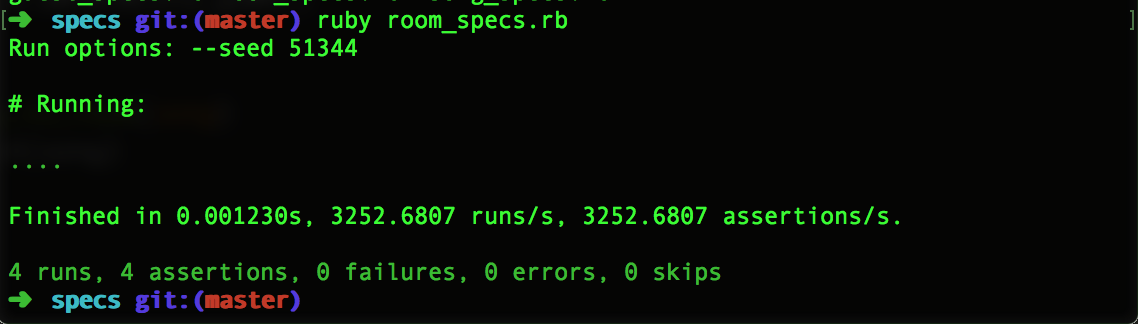 ➜ specs git:(master) ruby room_specs.rb
Run options: --seed 51344
# Running:
....
Finished in 0.001230s, 3252.6807 runs/s, 3252.6807 assertions/s.
4 runs, 4 assertions, 0 failures, 0 errors, 0 skips
➜ specs git:(master)